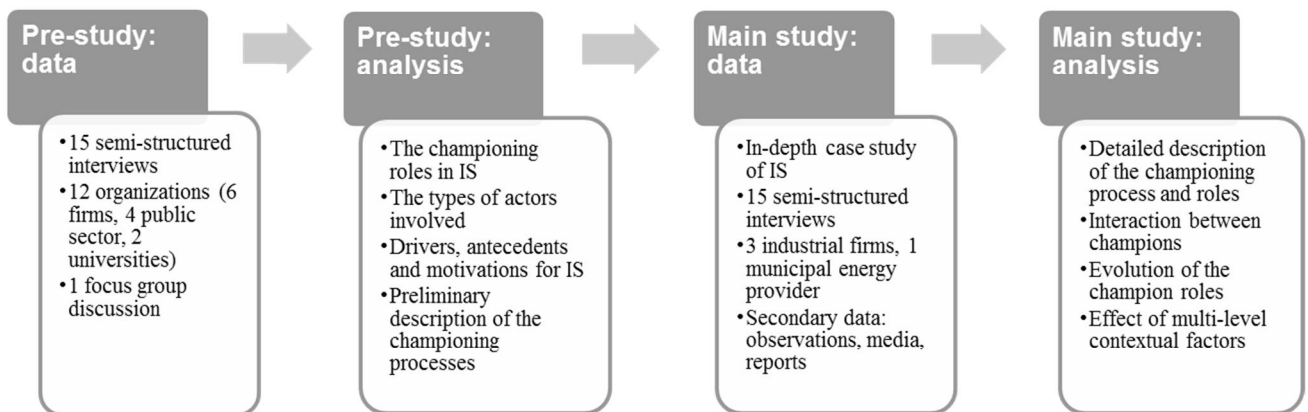 Pre-study:
data
•15 semi-structured
interviews
•12 organizations (6
firms, 4 public
sector, 2
universities)
•1 focus group
discussion
Pre-study:
analysis
•The championing
roles in IS
•The types of actors
involved
•Drivers, antecedents
and motivations for IS
•Preliminary
description of the
championing
processes
Main study:
data
•In-depth case study
of IS
•15 semi-structured
interviews
•3 industrial firms, 1
municipal energy
provider
•Secondary data:
observations, media,
reports
Main study:
analysis
•Detailed description
of the championing
process and roles
•Interaction between
champions
•Evolution of the
champion roles
•Effect of multi-level
contextual factors